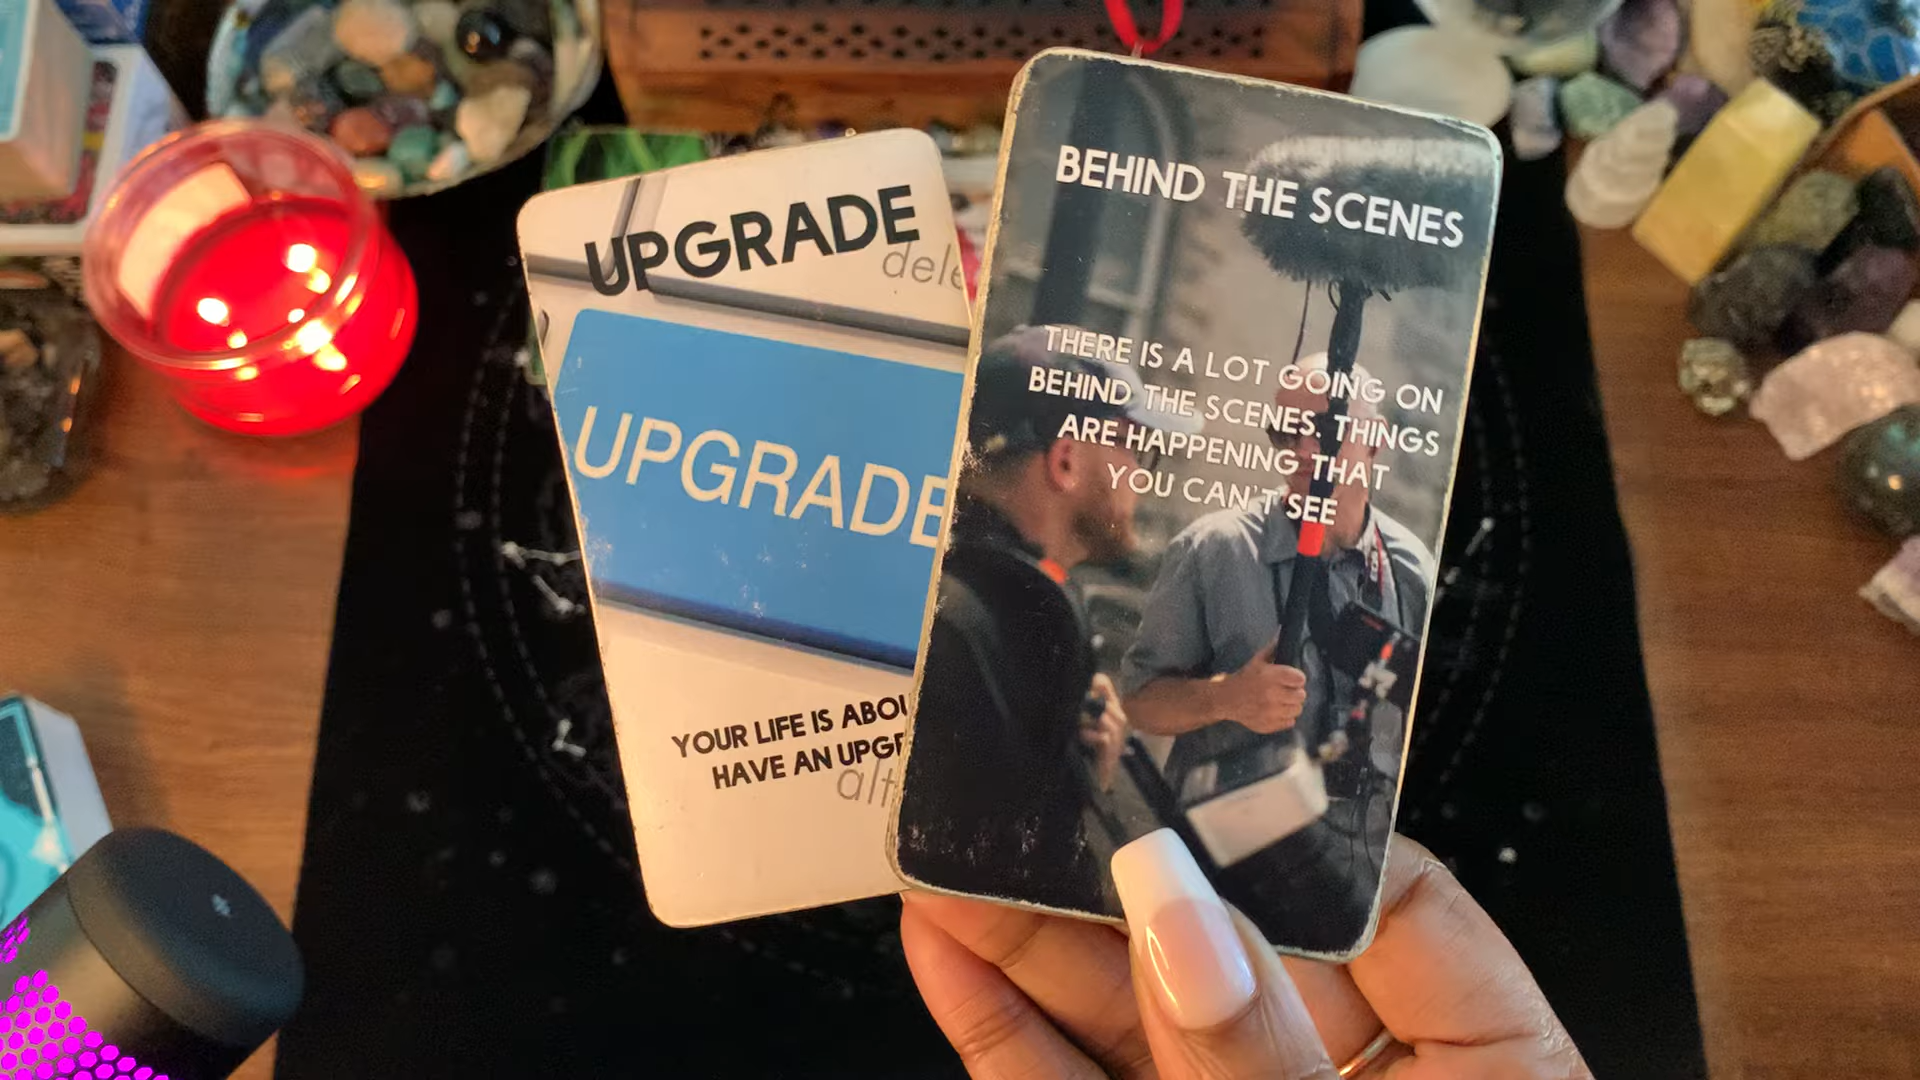 UPGRADE
dele
UPGRADE
YOUR LIFE IS ABOU
HAVE AN UPGR
alt
BEHIND THE SCENES
THERE IS A LOT GOING ON
BEHIND THE SCENES. THINGS
ARE HAPPENING THAT
YOU CAN'T SEE